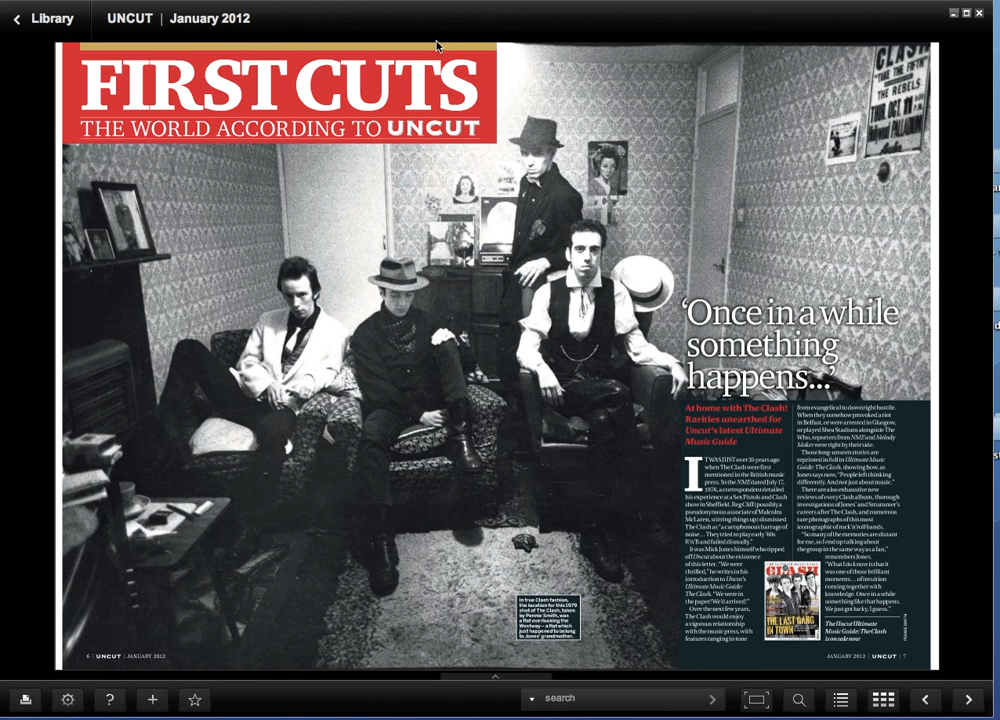 Library
UNCUT | January 2012
FIRST CUTS
THE WORLD ACCORDING TO UNCUT
CLASH
"TAKE THE FIFTH"
THE REBELS
THUR. OCT. 11
PALLADIUM
'Once in a while
something
happens...'
At home with The Clash!
Rarities unearthed for
Uncut's latest Ultimate
Music Guide
IT WAS JUST over 35 years ago
when The Clash were first
mentioned in the British music
press. In the NME dated July 17,
1976, a correspondent detailed
his experience at a Sex Pistols and Clash
show in Sheffield. Reg Cliff (possibly a
pseudonymous associate of Malcolm
McLaren, stirring things up) dismissed
The Clash as "a cacophonous barrage of
noise... They tried to play early '60s
R'n'B and failed dismally."
It was Mick Jones himself who tipped
off Uncut about the existence
of this letter. "We were
thrilled," he writes in his
introduction to Uncut's
Ultimate Music Guide:
The Clash. "We were in
the paper! We'd arrived!"
Over the next few years,
The Clash would enjoy
a vigorous relationship
with the music press, with
features ranging in tone
from evangelical to downright hostile.
When they somehow provoked a riot
in Belfast, or were arrested in Glasgow,
or played Shea Stadium alongside The
Who, reporters from NME and Melody
Maker were right by their side.
Those long-unseen stories are
reprinted in full in Ultimate Music
Guide: The Clash, showing how, as
Jones says now, "People left thinking
differently. And not just about music."
There are also exhaustive new
reviews of every Clash album, thorough
investigations of Jones' and Strummer's
careers after The Clash, and numerous
rare photographs of this most
iconographic of rock'n'roll bands.
"So many of the memories are distant
for me, so I end up talking about
the group in the same way as a fan,"
remembers Jones.
"What I do know is that it
was one of those brilliant
moments... of intuition
coming together with
knowledge. Once in a while
something like that happens.
We just got lucky, I guess."
The Uncut Ultimate
Music Guide: The Clash
is on sale now
CLASH
THE LAST GANG
IN TOWN
In true Clash fashion,
the location for this 1979
shot of The Clash, taken
by Pennie Smith, was
a flat overlooking the
Westway – a flat which
just happened to belong
to Jones' grandmother.
6 | UNCUT | JANUARY 2012
JANUARY 2012 | UNCUT | 7
search